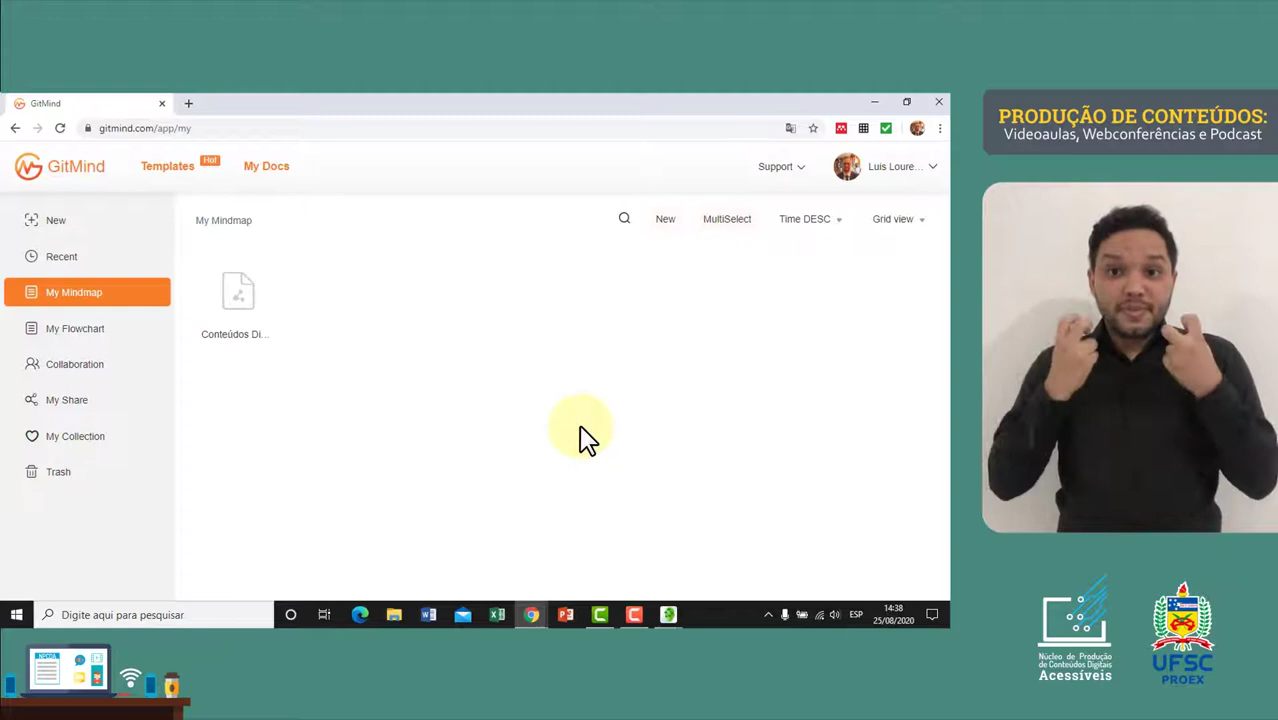 GitMind
gitmind.com/app/my
GitMind
Templates
Hot
My Docs
Support
Luis Loure...
New
Recent
My Mindmap
My Flowchart
Collaboration
My Share
My Collection
Trash
My Mindmap
New
MultiSelect
Time DESC
Grid view
Conteúdos Di...
Digite aqui para pesquisar
ESP
14:38
25/08/2020
PRODUÇÃO DE CONTEÚDOS:
Videoaulas, Webconferências e Podcast
Núcleo de Produção
de Conteúdos Digitais
Acessíveis
UFSC
PROEX
NPCDA